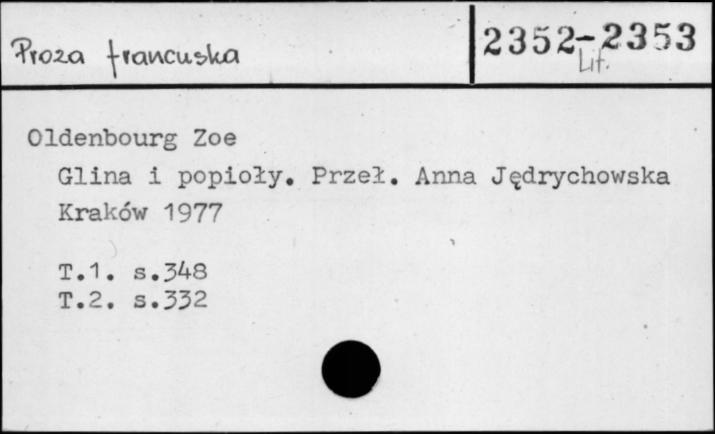 Proza francuska
2352-2353
Lit.
Oldenbourg Zoe
Glina i popioły. Przeł. Anna Jędrychowska
Kraków 1977
T.1. s.348
T.2. s.332